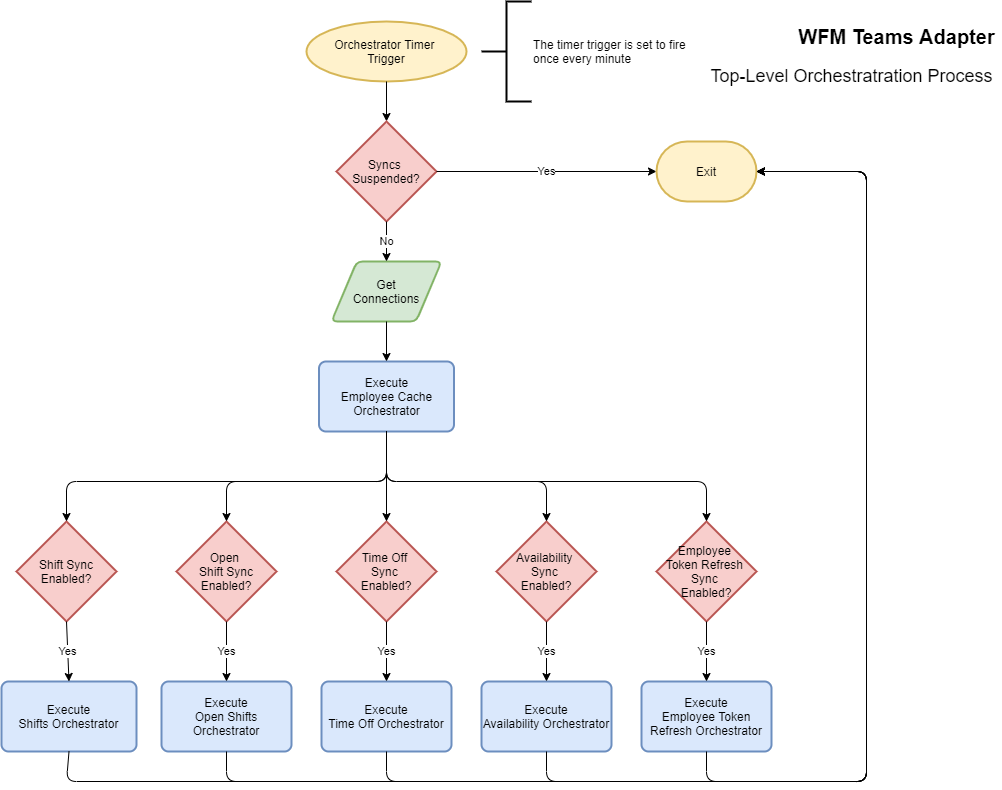 WFM Teams Adapter
Top-Level Orchestratration Process
Orchestrator Timer
Trigger
The timer trigger is set to fire
once every minute
Syncs
Suspended?
Yes
Exit
No
Get
Connections
Execute
Employee Cache
Orchestrator
Shift Sync
Enabled?
Open
Shift Sync
Enabled?
Time Off
Sync
Enabled?
Availability
Sync
Enabled?
Employee
Token Refresh
Sync
Enabled?
Yes
Yes
Yes
Yes
Yes
Execute
Shifts Orchestrator
Execute
Open Shifts
Orchestrator
Execute
Time Off Orchestrator
Execute
Availability Orchestrator
Execute
Employee Token
Refresh Orchestrator